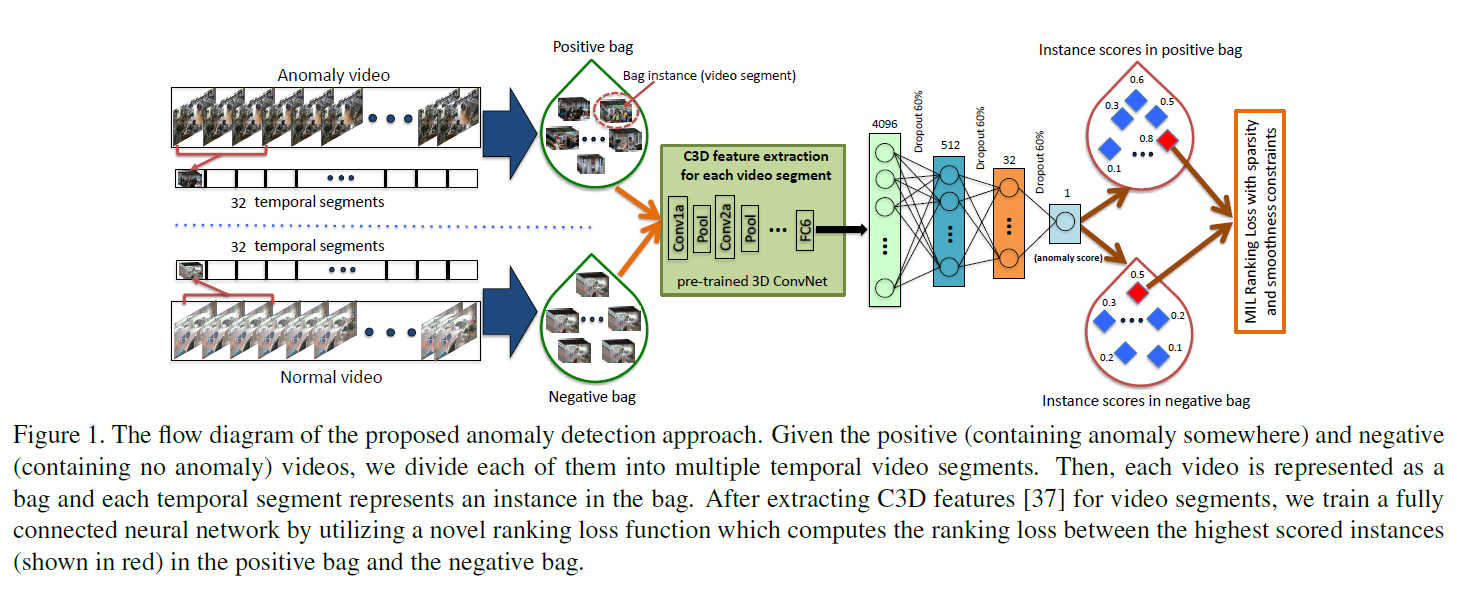 Anomaly video
32 temporal segments
32 temporal segments
Normal video
Positive bag
Bag instance (video segment)
Negative bag
C3D feature extraction
for each video segment
Conv1a
Pool
Conv2a
Pool
FC6
pre-trained 3D ConvNet
4096
Dropout 60%
512
Dropout 60%
32
Dropout 60%
1
(anomaly score)
Instance scores in positive bag
0.6
0.3
0.5
0.8
0.1
0.5
0.3
0.2
0.2
0.1
Instance scores in negative bag
MIL Ranking Loss with sparsity
and smoothness constraints
Figure 1. The flow diagram of the proposed anomaly detection approach. Given the positive (containing anomaly somewhere) and negative
(containing no anomaly) videos, we divide each of them into multiple temporal video segments. Then, each video is represented as a
bag and each temporal segment represents an instance in the bag. After extracting C3D features [37] for video segments, we train a fully
connected neural network by utilizing a novel ranking loss function which computes the ranking loss between the highest scored instances
(shown in red) in the positive bag and the negative bag.